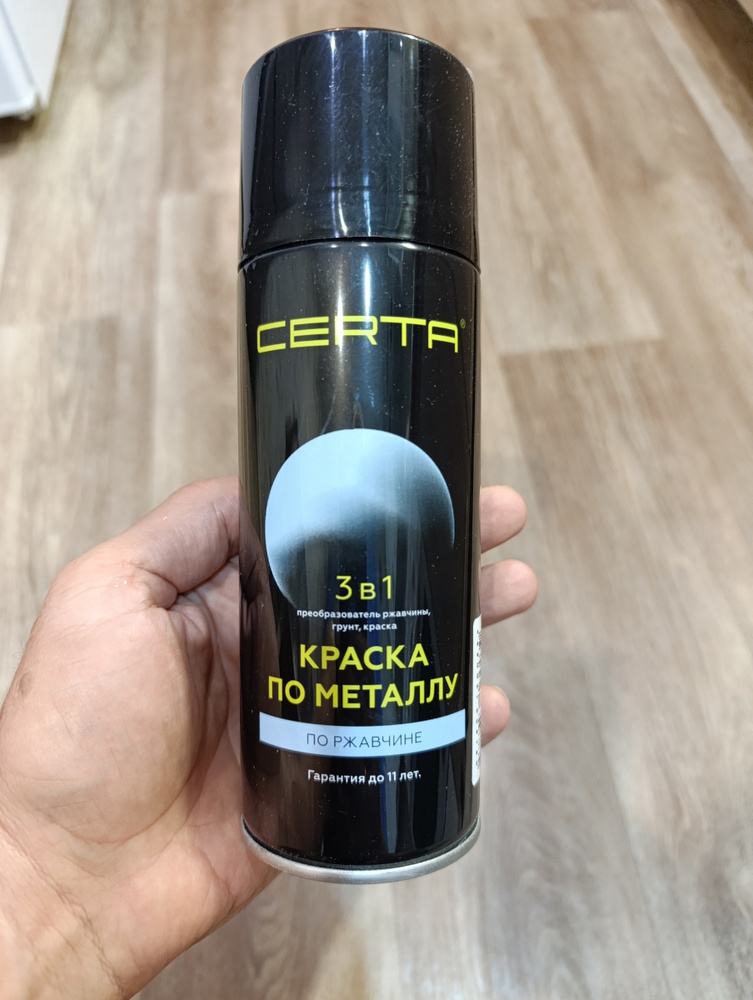 CERTA®
3 в 1
преобразователь ржавчины,
грунт, краска
КРАСКА
ПО МЕТАЛЛУ
ПО РЖАВЧИНЕ
Гарантия до 11 лет,